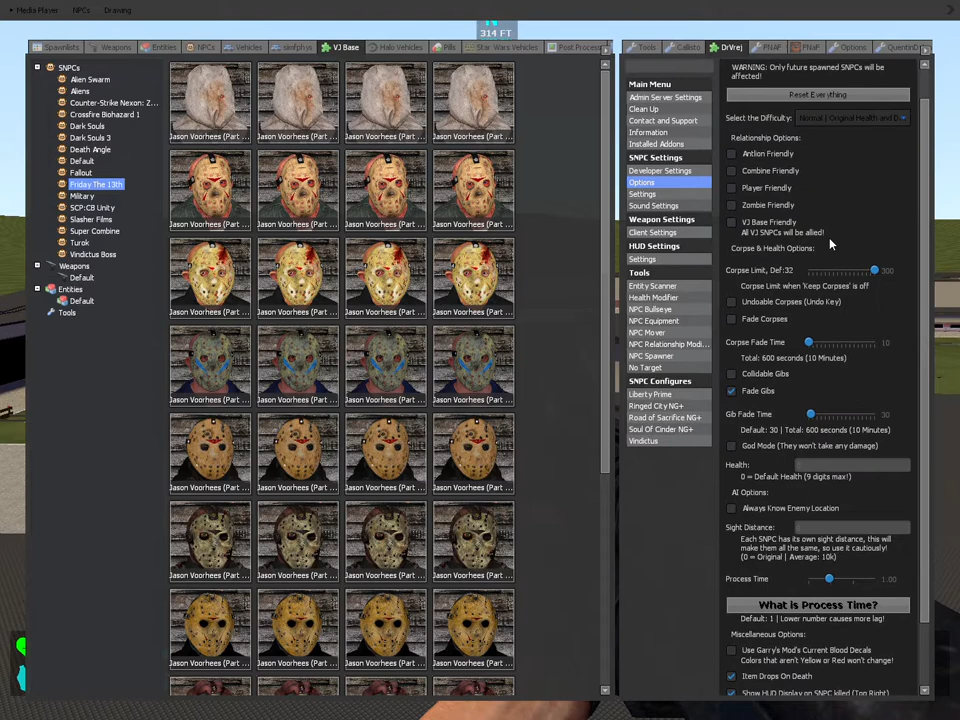 Media Player NPCs Drawing
314 FT
Spawnlists Weapons Entities NPCs Vehicles simfphys VJ Base Halo Vehicles Pills Star Wars Vehicles Post Process
Tools Callists DrVrej PNAP PNaP Options QuentinD
SNPCs
Alien Swarm
Aliens
Counter-Strike Nexon: Z...
Crossfire Biohazard 1
Dark Souls
Dark Souls 3
Death Angle
Default
Fallout
Friday The 13th
Military
SCP:CB Unity
Slasher Films
Super Combine
Turok
Vindictus Boss
Weapons
Default
Entities
Default
Tools
Jason Voorhees (Part ... Jason Voorhees (Part ... Jason Voorhees (Part ... Jason Voorhees (Part ...
Jason Voorhees (Part ... Jason Voorhees (Part ... Jason Voorhees (Part ... Jason Voorhees (Part ...
Jason Voorhees (Part ... Jason Voorhees (Part ... Jason Voorhees (Part ... Jason Voorhees (Part ...
Jason Voorhees (Part ... Jason Voorhees (Part ... Jason Voorhees (Part ... Jason Voorhees (Part ...
Jason Voorhees (Part ... Jason Voorhees (Part ... Jason Voorhees (Part ... Jason Voorhees (Part ...
Jason Voorhees (Part ... Jason Voorhees (Part ... Jason Voorhees (Part ... Jason Voorhees (Part ...
Jason Voorhees (Part ... Jason Voorhees (Part ... Jason Voorhees (Part ... Jason Voorhees (Part ...
Main Menu
Admin Server Settings
Clean Up
Contact and Support
Information
Installed Addons
SNPC Settings
Developer Settings
Options
Settings
Sound Settings
Weapon Settings
Client Settings
HUD Settings
Settings
Tools
Entity Scanner
Health Modifier
NPC Bullseye
NPC Equipment
NPC Mover
NPC Relationship Modi...
NPC Spawner
No Target
SNPC Configures
Liberty Prime
Ringed City NG+
Road of Sacrifice NG+
Soul Of Cinder NG+
Vindictus
WARNING: Only future spawned SNPCs will be
affected!
Reset Everything
Select the Difficulty: Normal ( Original Health and D
Relationship Options:
Antlion Friendly
Combine Friendly
Player Friendly
Zombie Friendly
VJ Base Friendly
All VJ SNPCs will be allied!
Corpse & Health Options:
Corpse Limit, Def:32 300
Corpse Limit when 'Keep Corpses' is off
Undoable Corpses (Undo Key)
Fade Corpses
Corpse Fade Time 10
Total: 600 seconds (10 Minutes)
Collidable Gibs
Fade Gibs
Gib Fade Time 30
Default: 30 | Total: 600 seconds (10 Minutes)
God Mode (They won't take any damage)
Health:
0 = Default Health (9 digits max!)
AI Options:
Always Know Enemy Location
Sight Distance:
Each SNPC has its own sight distance, this will
make them all the same, so use it cautiously!
(0 = Original | Average: 10k)
Process Time 1.00
What is Process Time?
Default: 1 | Lower number causes more lag!
Miscellaneous Options:
Use Garry's Mod's Current Blood Decals
Colors that aren't Yellow or Red won't change!
Item Drops On Death
Show HUD Display on SNPC killed (Top Right)